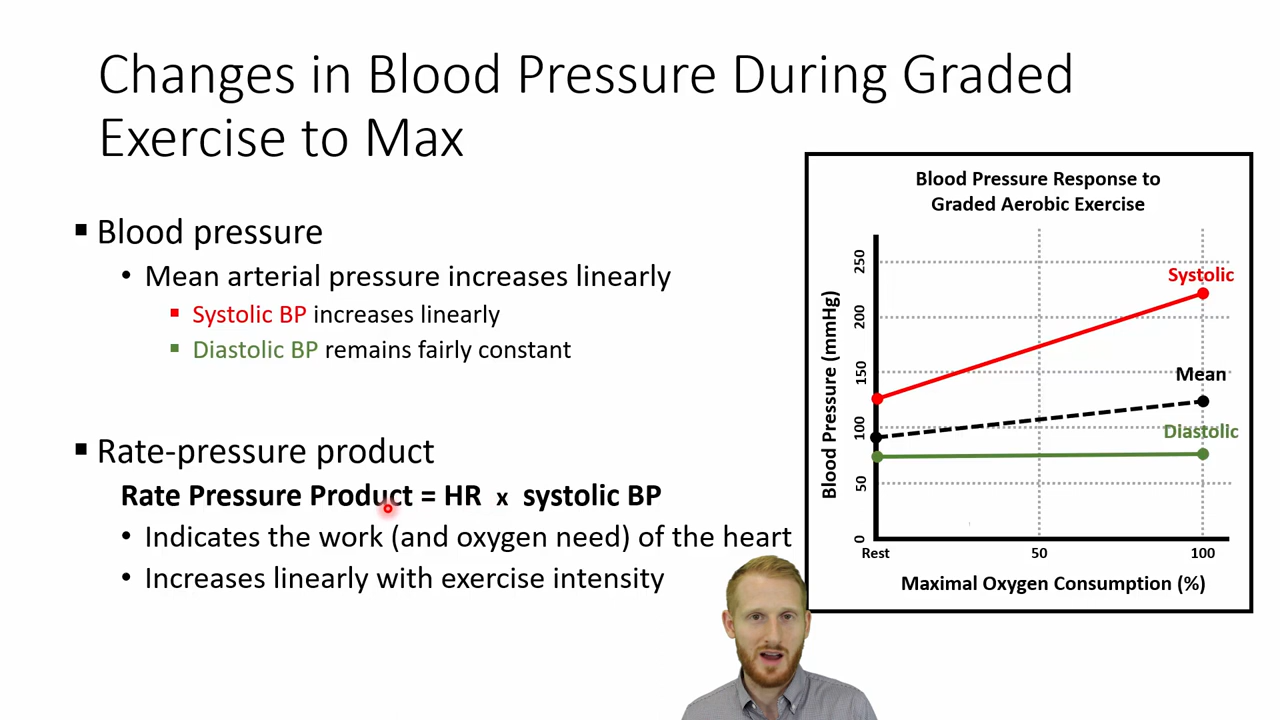 Changes in Blood Pressure During Graded
Exercise to Max
▪ Blood pressure
• Mean arterial pressure increases linearly
▪ Systolic BP increases linearly
▪ Diastolic BP remains fairly constant
▪ Rate-pressure product
Rate Pressure Product = HR x systolic BP
• Indicates the work (and oxygen need) of the heart
• Increases linearly with exercise intensity
Blood Pressure Response to
Graded Aerobic Exercise
Blood Pressure (mmHg)
250
200
150
100
50
0
Systolic
Mean
Diastolic
Rest 50 100
Maximal Oxygen Consumption (%)